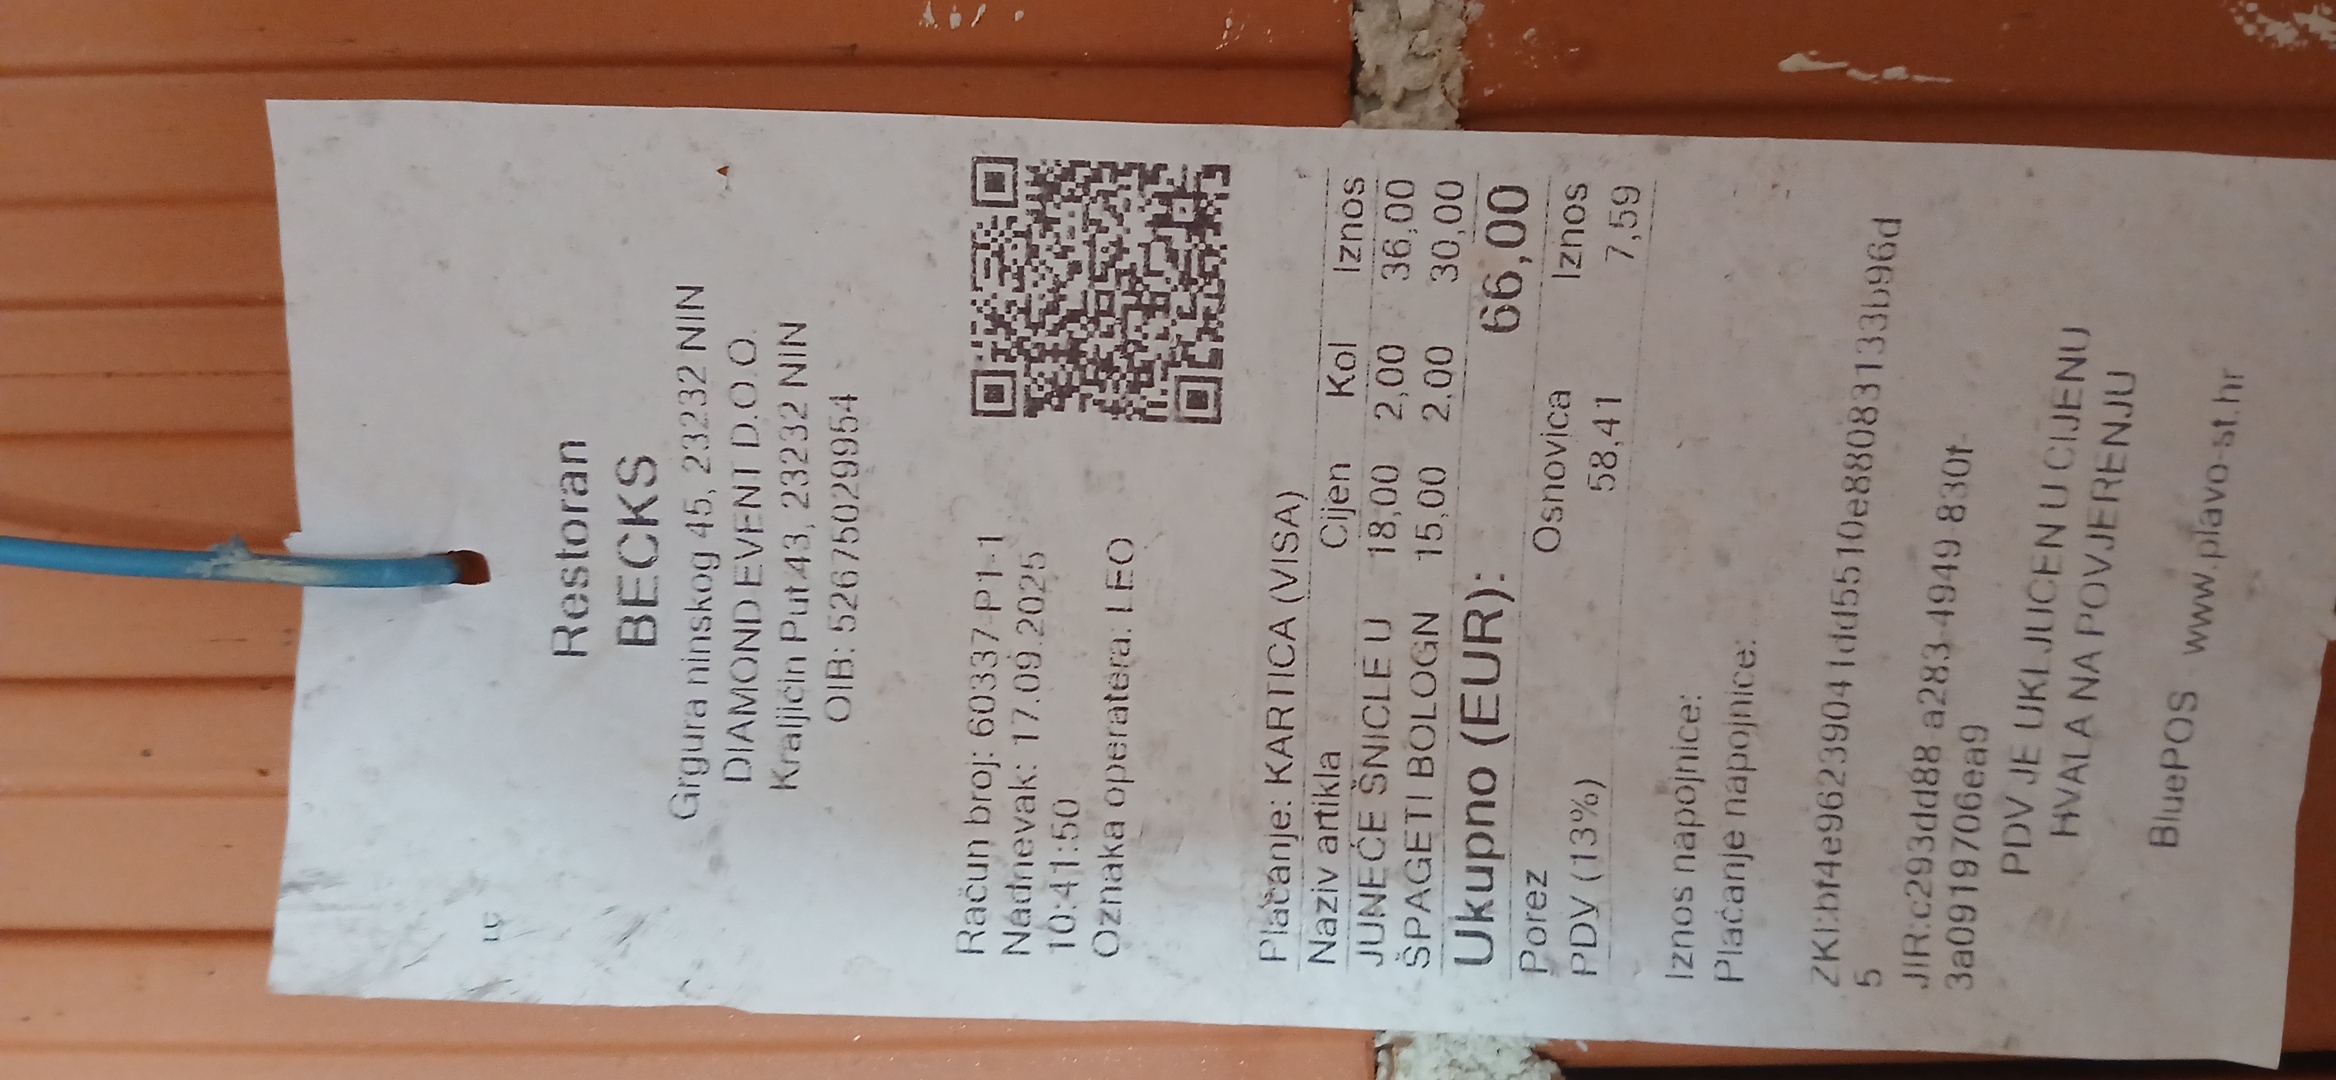 Restoran
BECKS
Grgura ninskog 45, 23232 NIN
DIAMOND EVENT D.O.O.
Kraljičin Put 43, 23232 NIN
OIB: 52675029954
Račun broj: 60337-P1-1
Nadnevak: 17.09.2025
10:41:50
Oznaka operatera: LEO
Plaćanje: KARTICA (VISA)
Naziv artikla Cijen Kol Iznos
JUNEĆE ŠNICLE U 18,00 2,00 36,00
ŠPAGETI BOLOGN 15,00 2,00 30,00
Ukupno (EUR): 66,00
Porez Osnovica Iznos
PDV (13%) 58,41 7,59
Iznos napojnice:
Plaćanje napojnice:
ZKI:bf4e96239041dd5510e88083133b96d
5
JIR:c293dd88-a283-4949-830f-
3a0919706ea9
PDV JE UKLJUČEN U CIJENU
HVALA NA POVJERENJU
BluePOS - www.plavo-st.hr